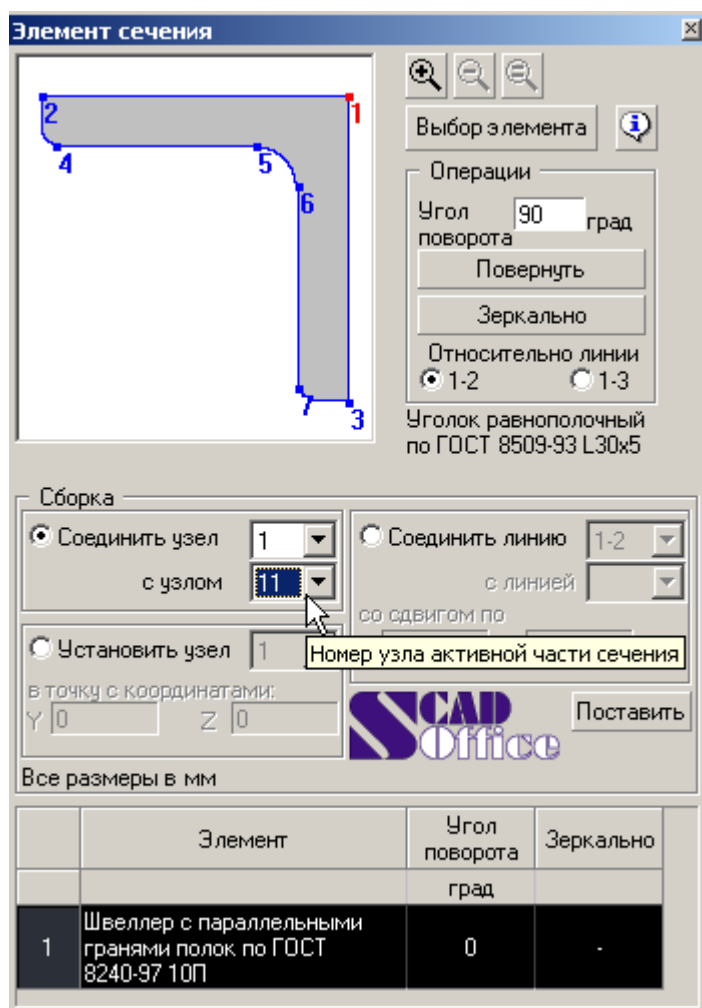 Элемент сечения
2
1
4
5
6
7
3
Выбор элемента
Операции
Угол
поворота
90
град
Повернуть
Зеркально
Относительно линии
1-2
1-3
Уголок равнополочный
по ГОСТ 8509-93 L30x5
Сборка
Соединить узел
1
с узлом
11
Соединить линию
1-2
с линией
со сдвигом по
Установить узел
1
Номер узла активной части сечения
в точку с координатами:
Y 0
Z 0
SCAD
Office
Поставить
Все размеры в мм
Элемент
Угол
поворота
Зеркально
град
1
Швеллер с параллельными
гранями полок по ГОСТ
8240-97 10П
0
-